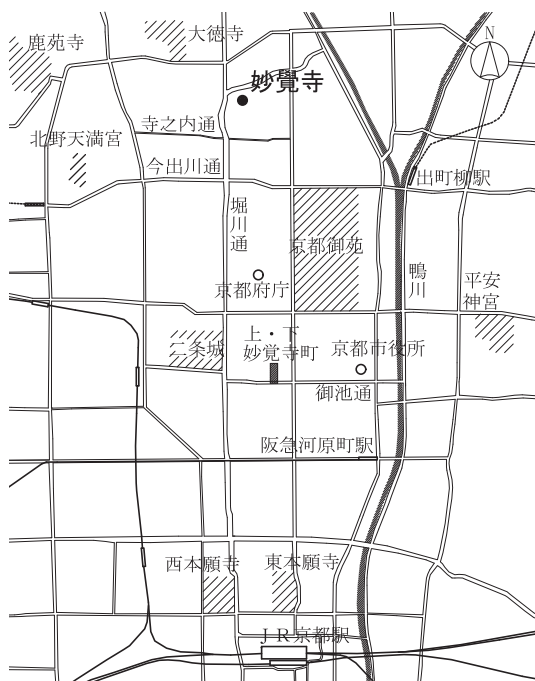 鹿苑寺
大徳寺
N
妙覺寺
寺之内通
北野天満宮
今出川通
出町柳駅
堀川通
京都御苑
鴨川
京都府庁
平安
神宮
二条城
上・下
妙覚寺町
京都市役所
御池通
阪急河原町駅
西本願寺
東本願寺
JR京都駅